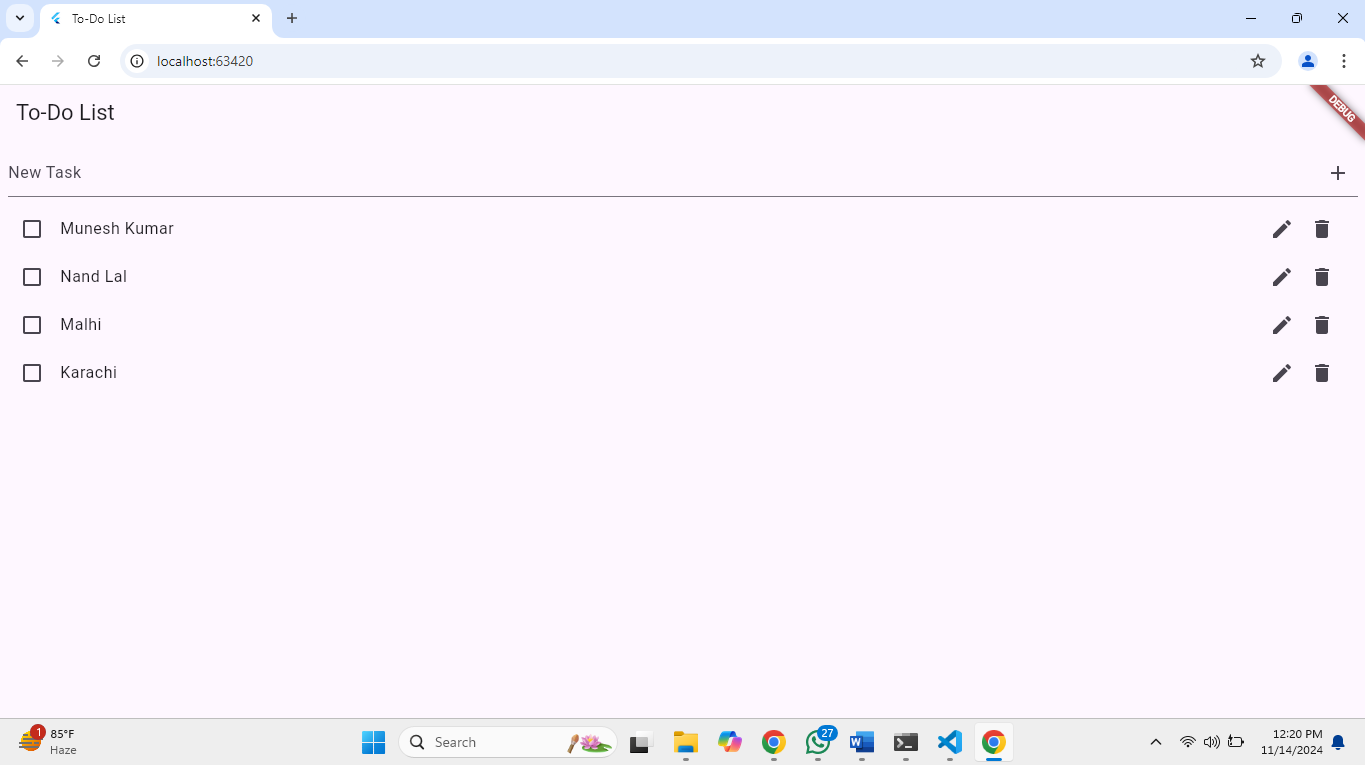 To-Do List
localhost:63420
To-Do List
DEBUG
New Task
Munesh Kumar
Nand Lal
Malhi
Karachi
1
85°F
Haze
Search
27
12:20 PM
11/14/2024